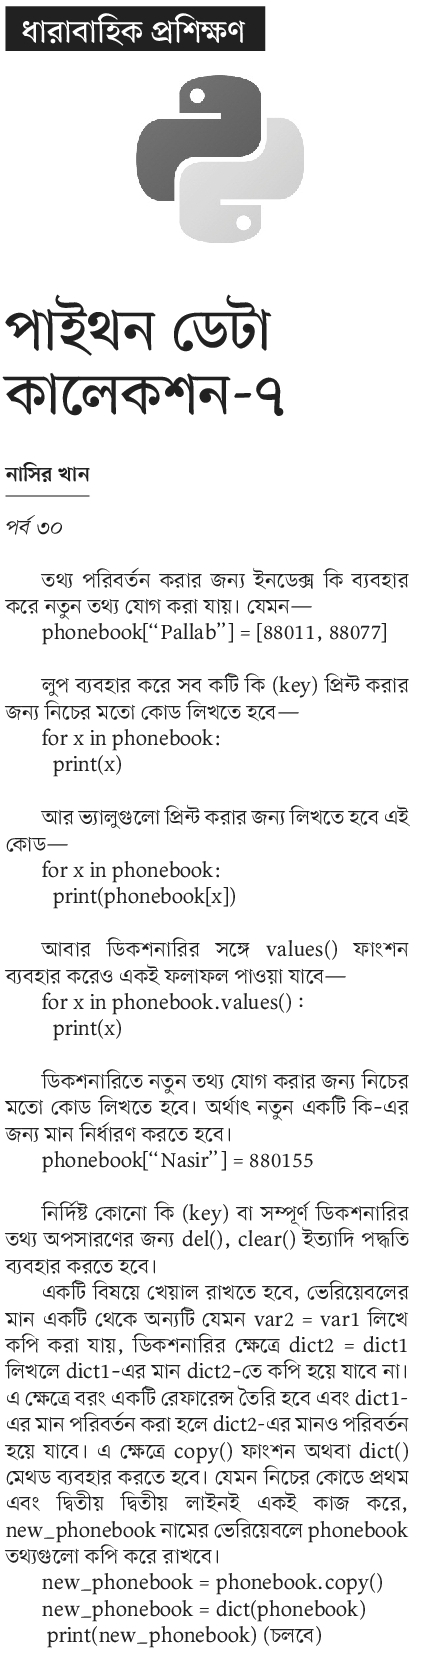 ধারাবাহিক প্রশিক্ষণ
পাইথন ডেটা
কালেকশন-৭
নাসির খান
পর্ব ৩০
তথ্য পরিবর্তন করার জন্য ইনডেক্স কি ব্যবহার
করে নতুন তথ্য যোগ করা যায়। যেমন—
phonebook[“Pallab”] = [88011, 88077]
লুপ ব্যবহার করে সব কটি কি (key) প্রিন্ট করার
জন্য নিচের মতো কোড লিখতে হবে—
for x in phonebook:
print(x)
আর ভ্যালুগুলো প্রিন্ট করার জন্য লিখতে হবে এই
কোড—
for x in phonebook:
print(phonebook[x])
আবার ডিকশনারির সঙ্গে values() ফাংশন
ব্যবহার করেও একই ফলাফল পাওয়া যাবে—
for x in phonebook.values() :
print(x)
ডিকশনারিতে নতুন তথ্য যোগ করার জন্য নিচের
মতো কোড লিখতে হবে। অর্থাৎ নতুন একটি কি-এর
জন্য মান নির্ধারণ করতে হবে।
phonebook[“Nasir”] = 880155
নির্দিষ্ট কোনো কি (key) বা সম্পূর্ণ ডিকশনারির
তথ্য অপসারণের জন্য del(), clear() ইত্যাদি পদ্ধতি
ব্যবহার করতে হবে।
একটি বিষয়ে খেয়াল রাখতে হবে, ভেরিয়েবলের
মান একটি থেকে অন্যটি যেমন var2 = var1 লিখে
কপি করা যায়, ডিকশনারির ক্ষেত্রে dict2 = dict1
লিখলে dict1-এর মান dict2-তে কপি হয়ে যাবে না।
এ ক্ষেত্রে বরং একটি রেফারেন্স তৈরি হবে এবং dict1-
এর মান পরিবর্তন করা হলে dict2-এর মানও পরিবর্তন
হয়ে যাবে। এ ক্ষেত্রে copy() ফাংশন অথবা dict()
মেথড ব্যবহার করতে হবে। যেমন নিচের কোডে প্রথম
এবং দ্বিতীয় দ্বিতীয় লাইনই একই কাজ করে,
new_phonebook নামের ভেরিয়েবলে phonebook
তথ্যগুলো কপি করে রাখবে।
new_phonebook = phonebook.copy()
new_phonebook = dict(phonebook)
print(new_phonebook) (চলবে)